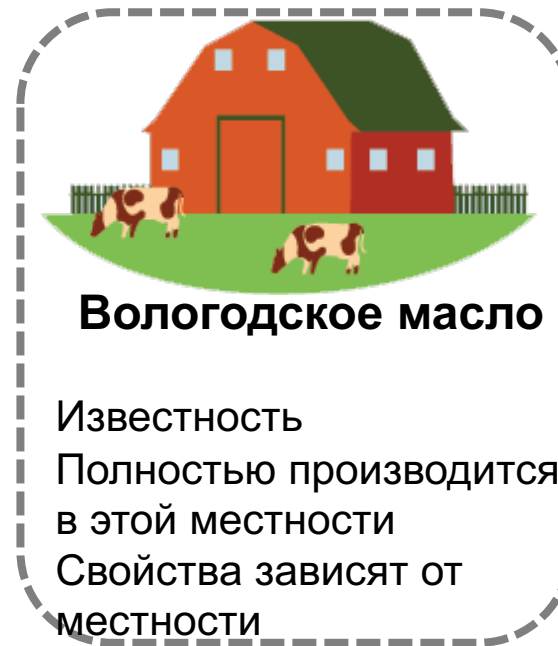 Вологодское масло
Известность
Полностью производится
в этой местности
Свойства зависят от
местности